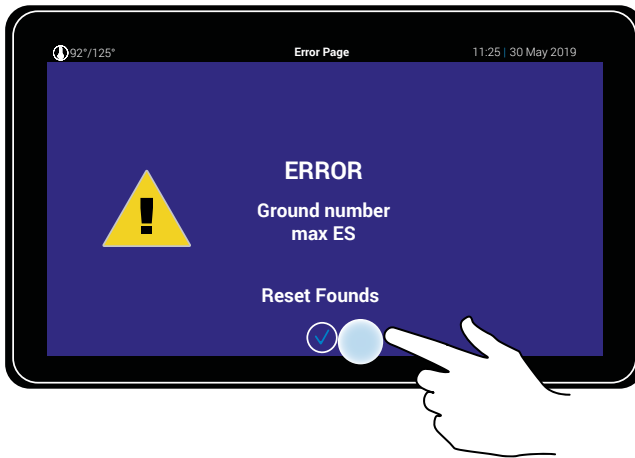 92°/125°
Error Page
11:25 | 30 May 2019
ERROR
Ground number
max ES
Reset Founds